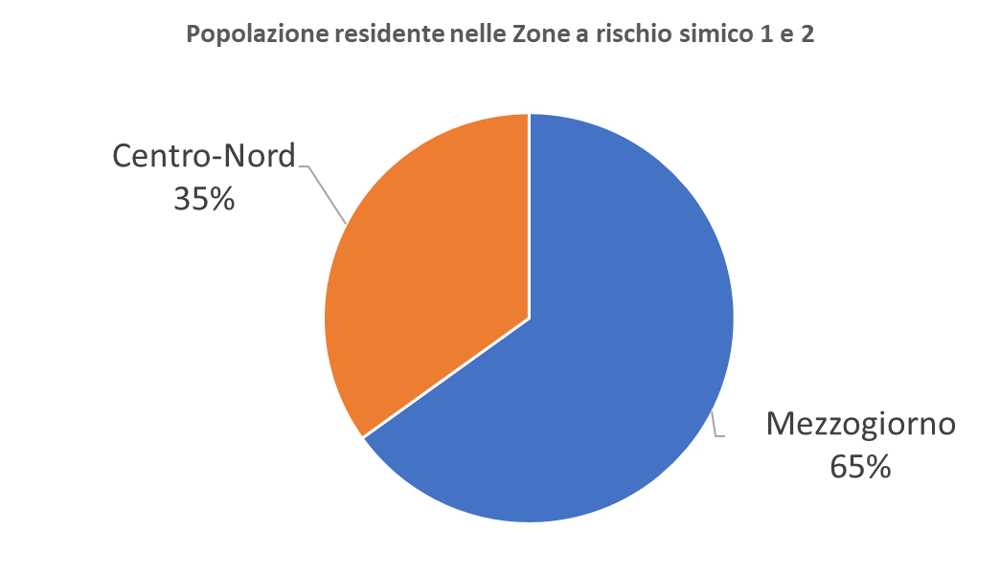 Popolazione residente nelle Zone a rischio simico 1 e 2
Centro-Nord
35%
Mezzogiorno
65%